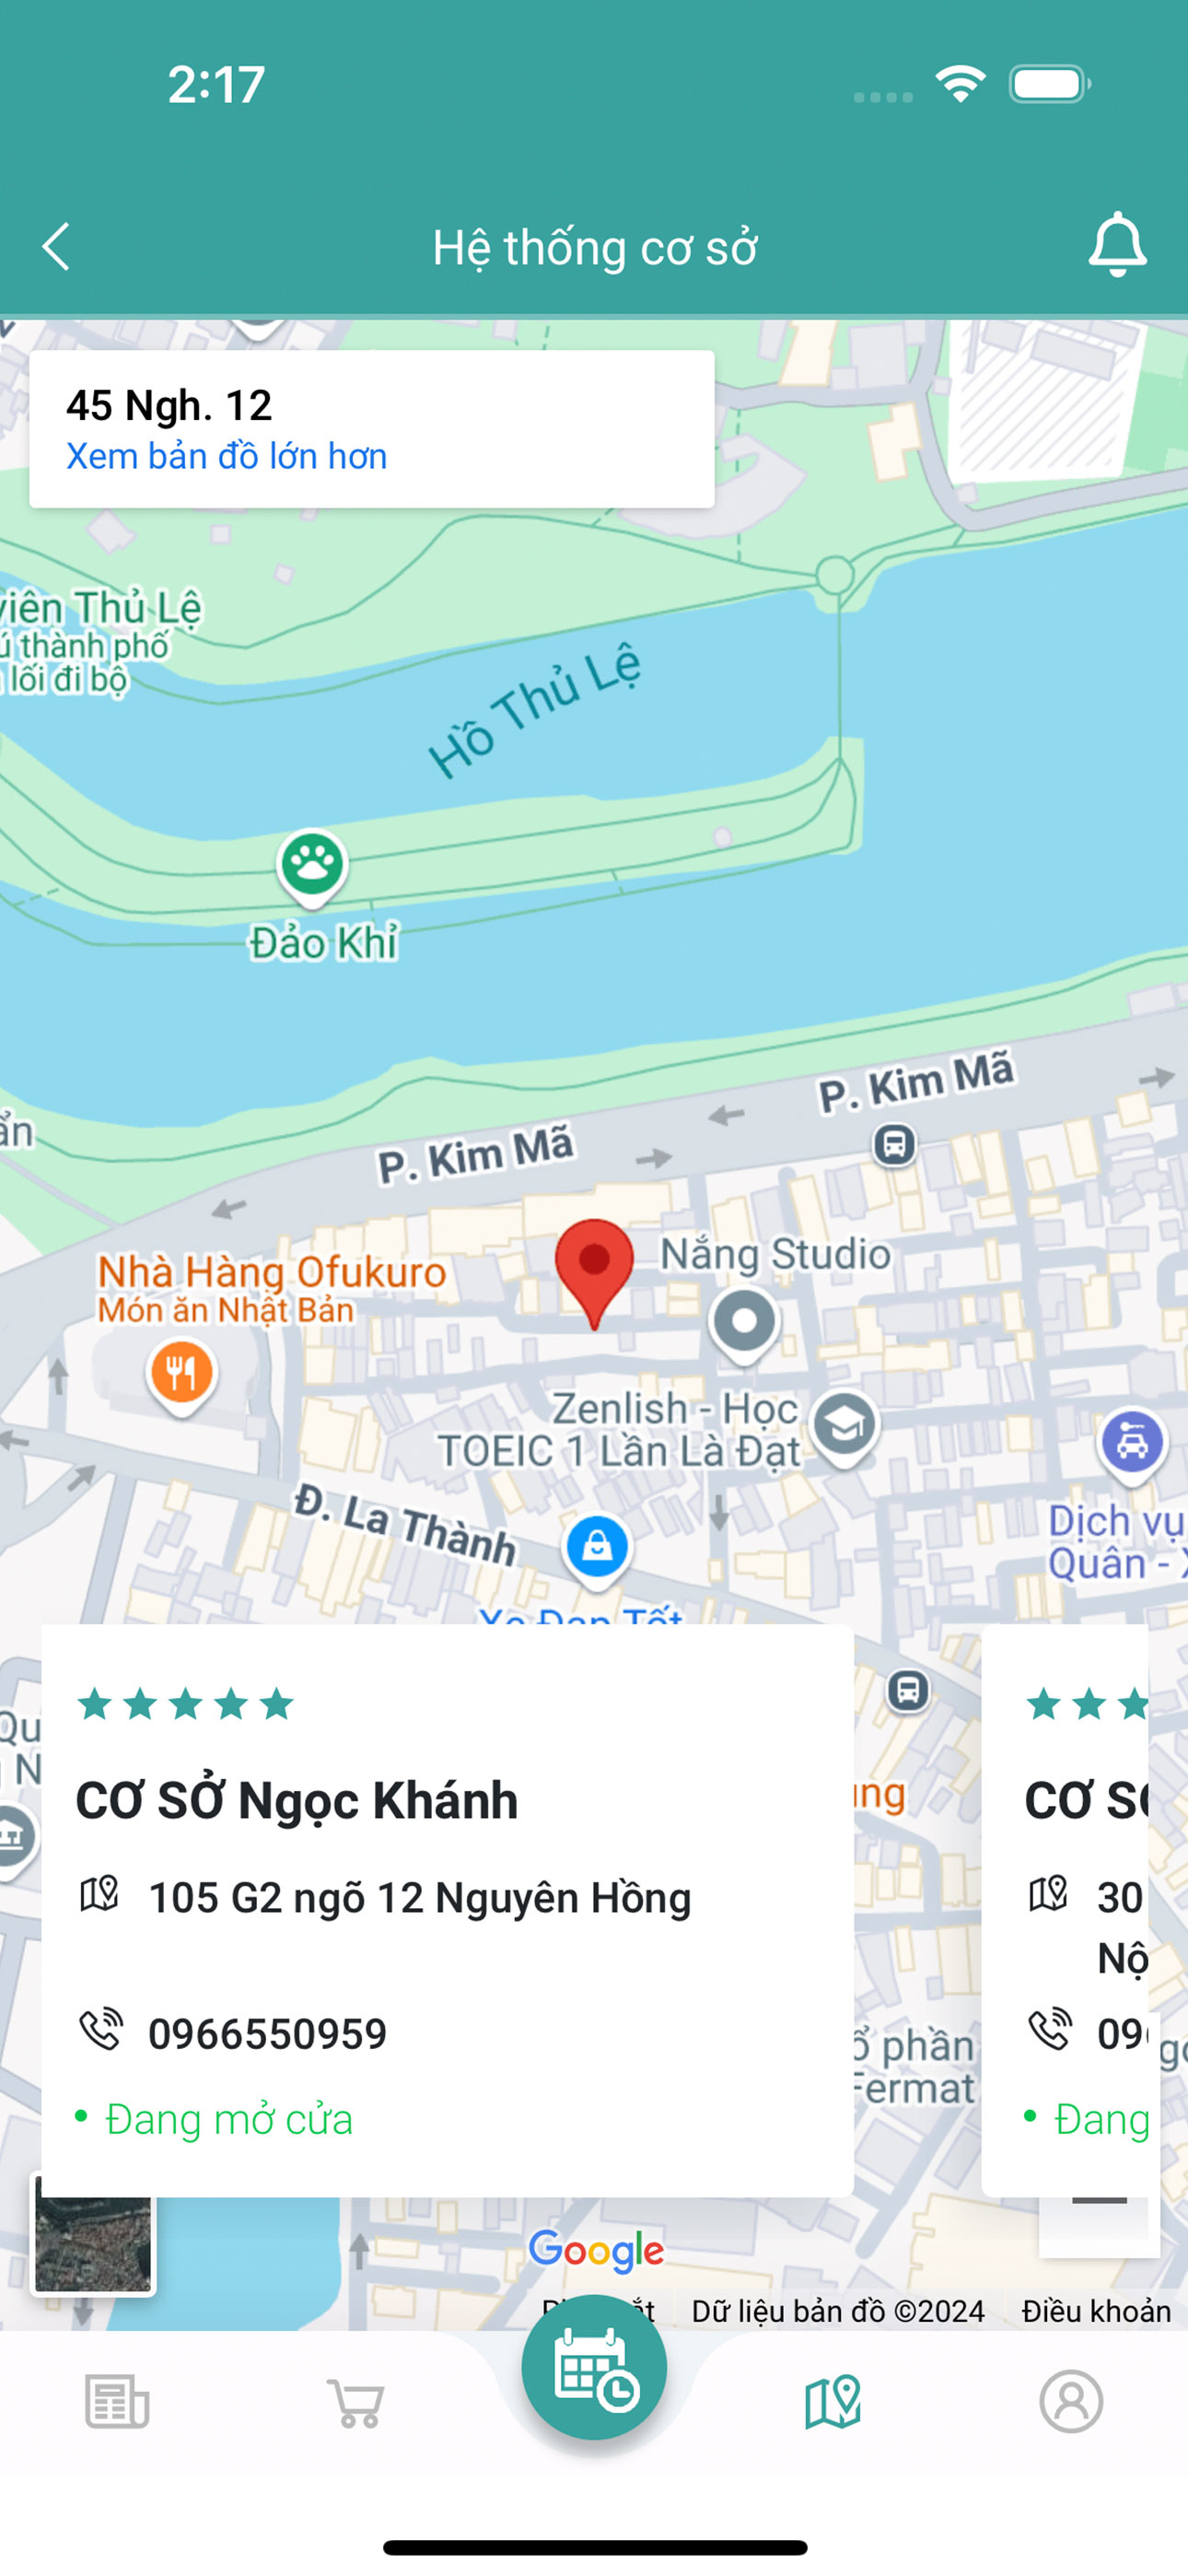 2:17
Hệ thống cơ sở
45 Ngh. 12
Xem bản đồ lớn hơn
viên Thủ Lệ
ú thành phố
lối đi bộ
Hồ Thủ Lệ
Đảo Khỉ
P. Kim Mã
P. Kim Mã
Nhà Hàng Ofukuro
Món ăn Nhật Bản
Nắng Studio
Zenlish - Học
TOEIC 1 Lần Là Đạt
Đ. La Thành
Dịch vụ
Quân -
Xe Đạp Tốt
CƠ SỞ Ngọc Khánh
105 G2 ngõ 12 Nguyên Hồng
0966550959
Đang mở cửa
CƠ
30
Nộ
09
Đang
ổ phần
Fermat
Google
Dữ liệu bản đồ ©2024
Điều khoản